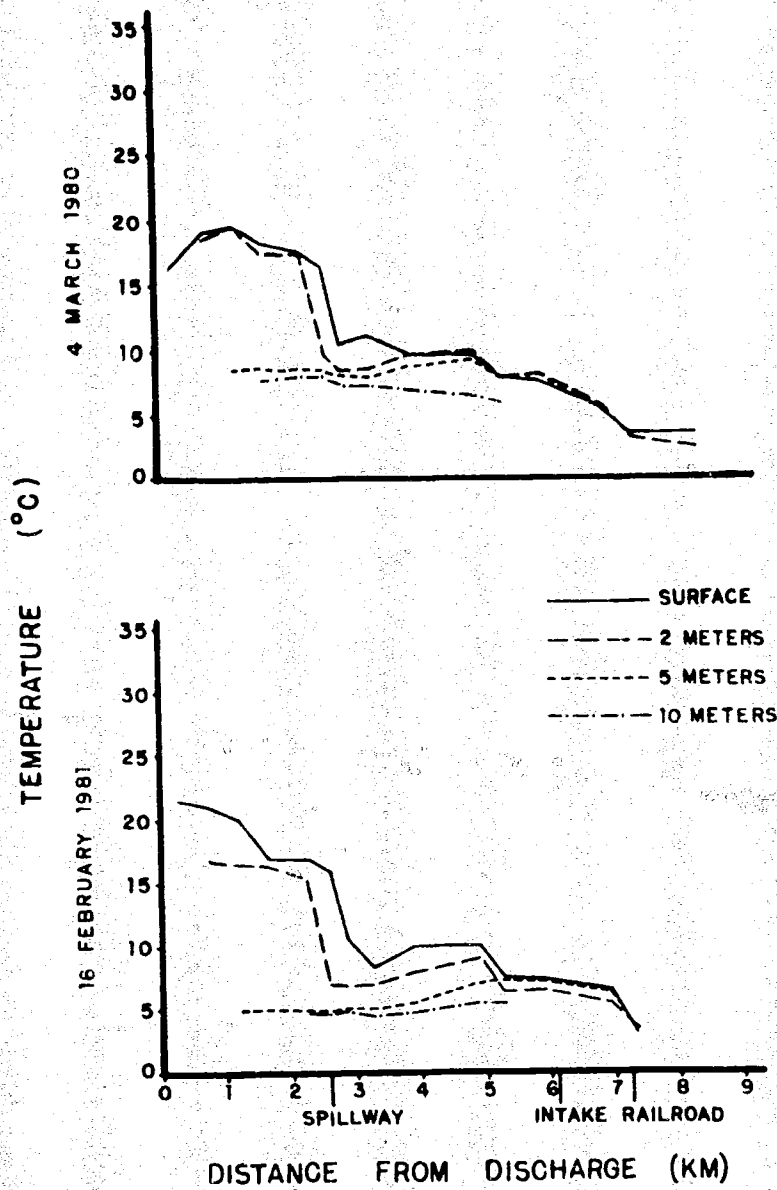 4 MARCH 1980
35
30
25
20
15
10
5
0
TEMPERATURE (°C)
SURFACE
2 METERS
5 METERS
10 METERS
16 FEBRUARY 1981
35
30
25
20
15
10
5
0
0 1 2 3 4 5 6 7 8 9
SPILLWAY INTAKE RAILROAD
DISTANCE FROM DISCHARGE (KM)